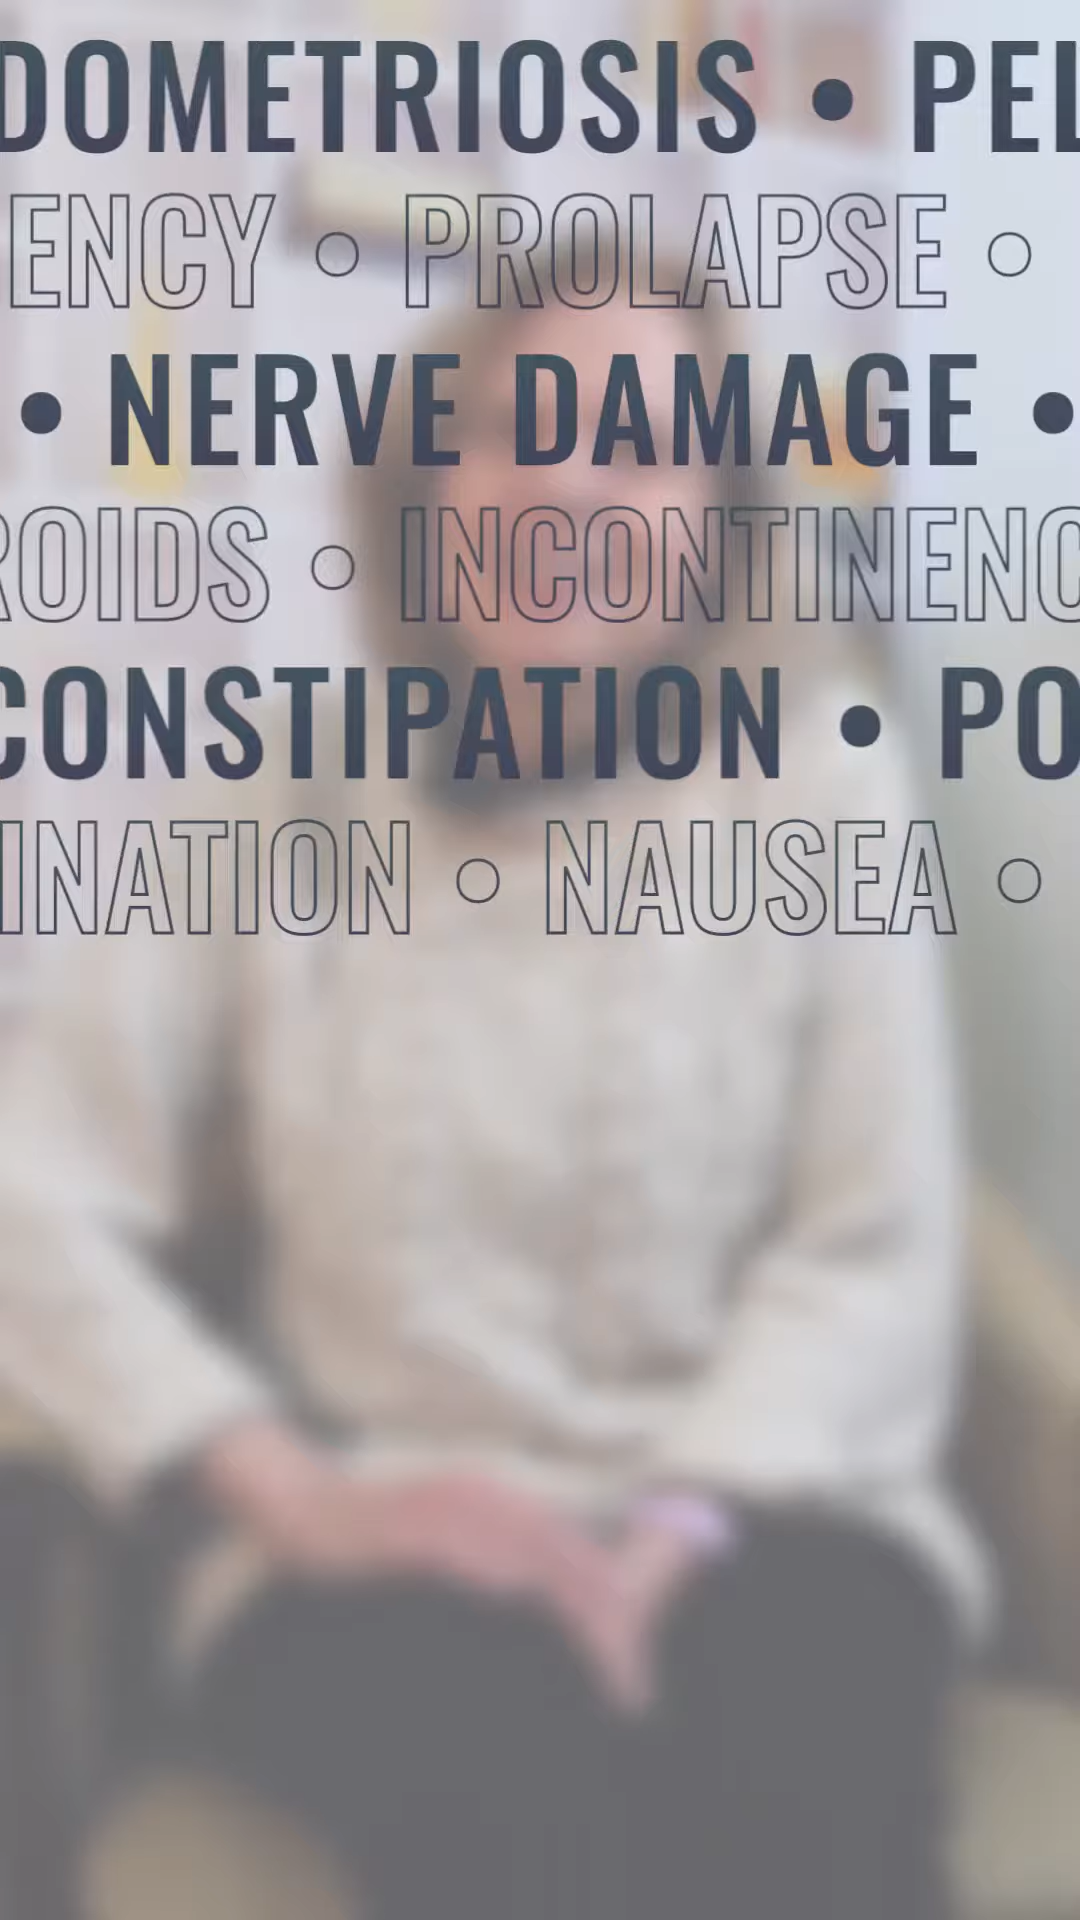 DOMETRIOSIS • PEL
ENCY • PROLAPSE •
• NERVE DAMAGE •
ROIDS • INCONTINENC
CONSTIPATION • PO
INATION • NAUSEA •